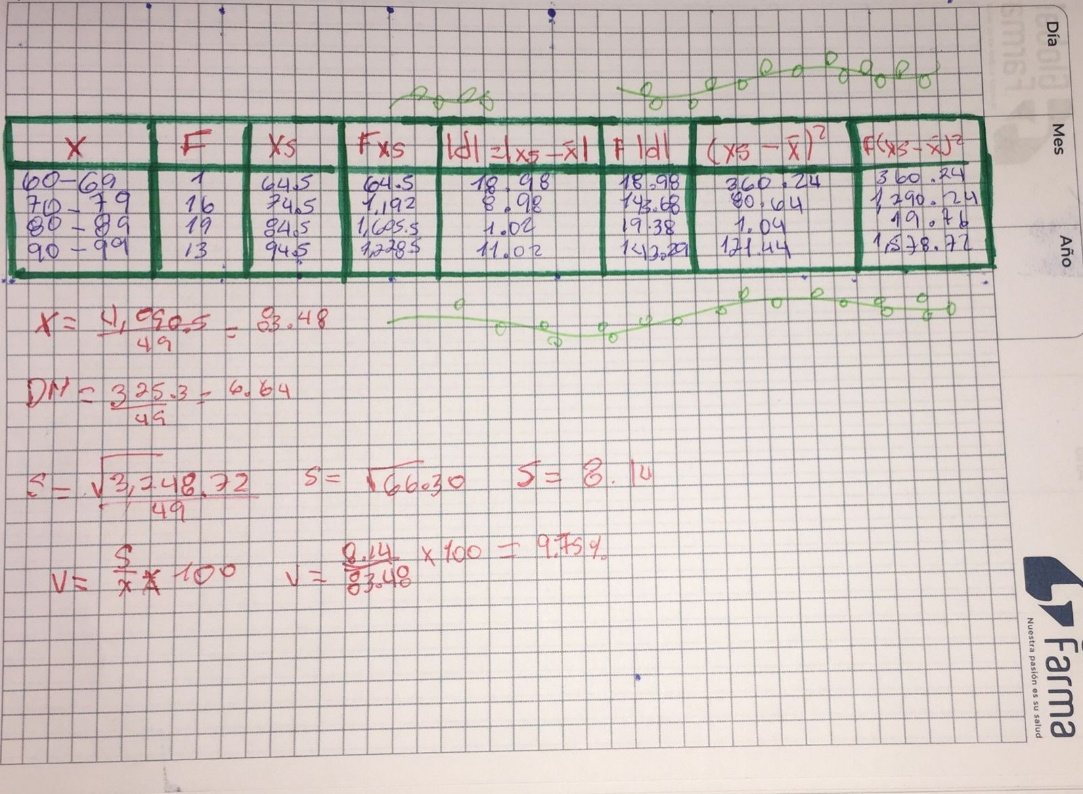 Día
Mes
Año
X F Xs Fxs |d| = |xs - x̄| F |d| (xs - x̄)² F(xs - x̄)²
60-69 1 64.5 64.5 18.98 18.98 360.24 360.24
70-79 16 74.5 1,192 8.98 143.68 80.64 1,290.24
80-89 19 84.5 1,605.5 1.02 19.38 1.04 19.76
90-99 13 94.5 1,228.5 11.02 121.44 1,578.72
X = 4,090.5 / 49 = 83.48
DM = 325.3 / 49 = 6.64
S = √3,248.72 / 49 S = √66.30 S = 8.14
V = S / x x 100 V = 8.14 / 83.48 x 100 = 9.75%
Farma
Nuestra pasión es su salud